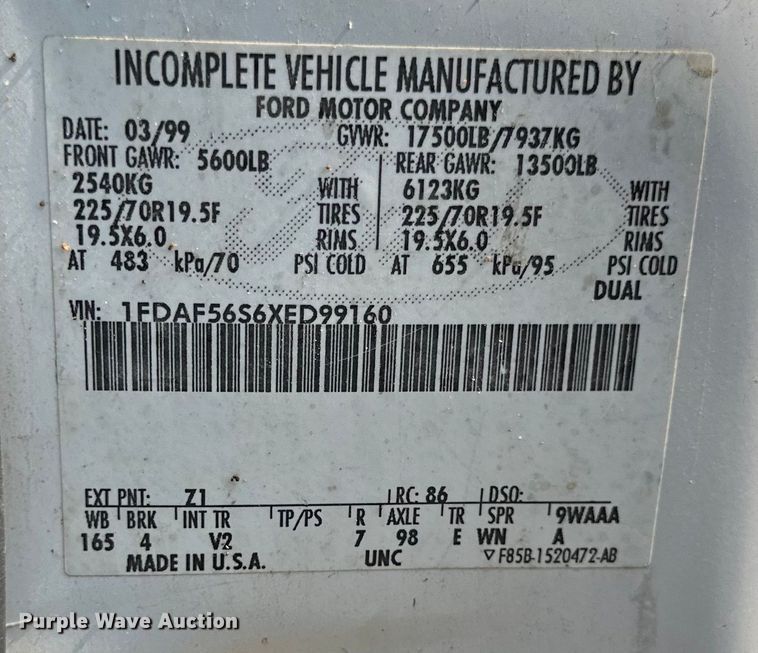 INCOMPLETE VEHICLE MANUFACTURED BY
FORD MOTOR COMPANY
DATE: 03/99 GVWR: 17500LB/7937KG
FRONT GAWR: 5600LB REAR GAWR: 13500LB
2540KG WITH 6123KG WITH
225/70R19.5F TIRES 225/70R19.5F TIRES
19.5X6.0 RIMS 19.5X6.0 RIMS
AT 483 kPa/70 PSI COLD AT 655 kPa/95 PSI COLD
DUAL
VIN: 1FDAF56S6XED99160
EXT PNT: Z1 RC: 86 DSO:
WB BRK INT TR TP/PS R AXLE TR SPR 9WAAA
165 4 V2 7 98 E WN A
MADE IN U.S.A. UNC ▽ F85B-1520472-AB
Purple Wave Auction